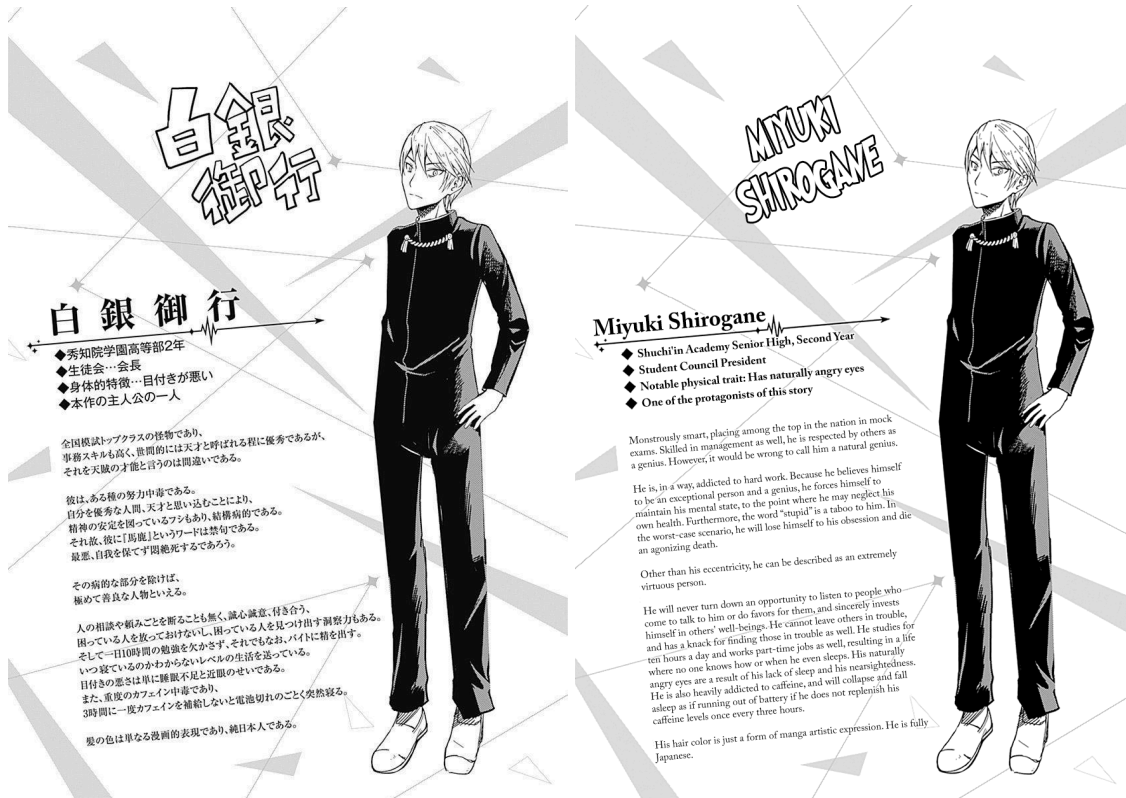 白銀
御行
白銀御行
◆秀知院学園高等部2年
◆生徒会…会長
◆身体的特徴…目付きが悪い
◆本作の主人公の一人
全国模試トップクラスの怪物であり、
事務スキルも高く、世間的には天才と呼ばれる程に優秀であるが、
それを天賊の才能と言うのは間違いである。
彼は、ある種の努力中毒である。
自分を優秀な人間、天才と思い込むことにより、
精神の安定を図っているフシもあり、結構病的である。
それ故、彼に『馬鹿』というワードは禁句である。
最悪、自我を保てず悶絶死するであろう。
その病的な部分を除けば、
極めて善良な人物といえる。
人の相談や頼みごとを断ることも無く、誠心誠意、付き合う、
困っている人を放っておけないし、困っている人を見つけ出す洞察力もある。
そして一日10時間の勉強を欠かさず、それでもなお、バイトに精を出す。
いつ寝ているのかわからないレベルの生活を送っている。
目付きの悪さは単に睡眠不足と近眼のせいである。
また、重度のカフェイン中毒であり、
3時間に一度カフェインを補給しないと電池切れのごとく突然寝る。
髪の色は単なる漫画的表現であり、純日本人である。
MIYUKI
SHIROGANE
Miyuki Shirogane
◆ Shuchi'in Academy Senior High, Second Year
◆ Student Council President
◆ Notable physical trait: Has naturally angry eyes
◆ One of the protagonists of this story
Monstrously smart, placing among the top in the nation in mock
exams. Skilled in management as well, he is respected by others as
a genius. However, it would be wrong to call him a natural genius.
He is, in a way, addicted to hard work. Because he believes himself
to be an exceptional person and a genius, he forces himself to
maintain his mental state, to the point where he may neglect his
own health. Furthermore, the word "stupid" is a taboo to him. In
the worst-case scenario, he will lose himself to his obsession and die
an agonizing death.
Other than his eccentricity, he can be described as an extremely
virtuous person.
He will never turn down an opportunity to listen to people who
come to talk to him or do favors for them, and sincerely invests
himself in others' well-beings. He cannot leave others in trouble,
and has a knack for finding those in trouble as well. He studies for
ten hours a day and works part-time jobs as well, resulting in a life
where no one knows how or when he even sleeps. His naturally
angry eyes are a result of his lack of sleep and his nearsightedness.
He is also heavily addicted to caffeine, and will collapse and fall
asleep as if running out of battery if he does not replenish his
caffeine levels once every three hours.
His hair color is just a form of manga artistic expression. He is fully
Japanese.